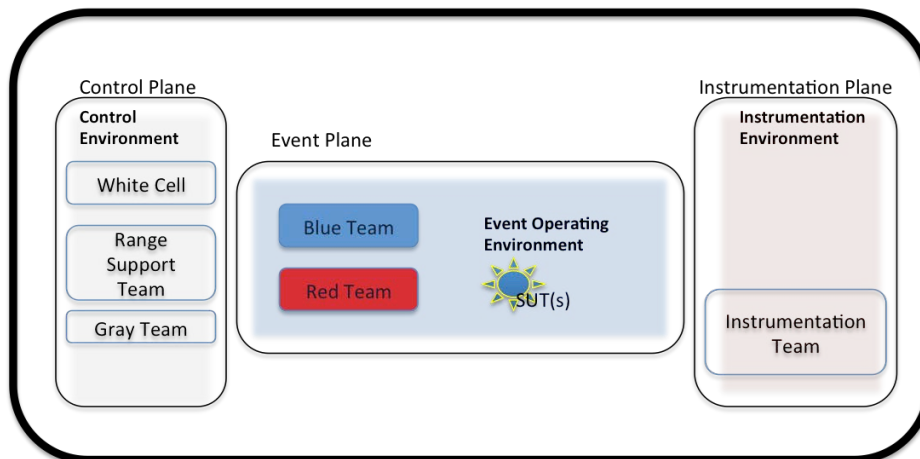 Control Plane
Control
Environment
White Cell
Range
Support
Team
Gray Team
Event Plane
Blue Team
Red Team
Event Operating
Environment
SUT(s)
Instrumentation Plane
Instrumentation
Environment
Instrumentation
Team